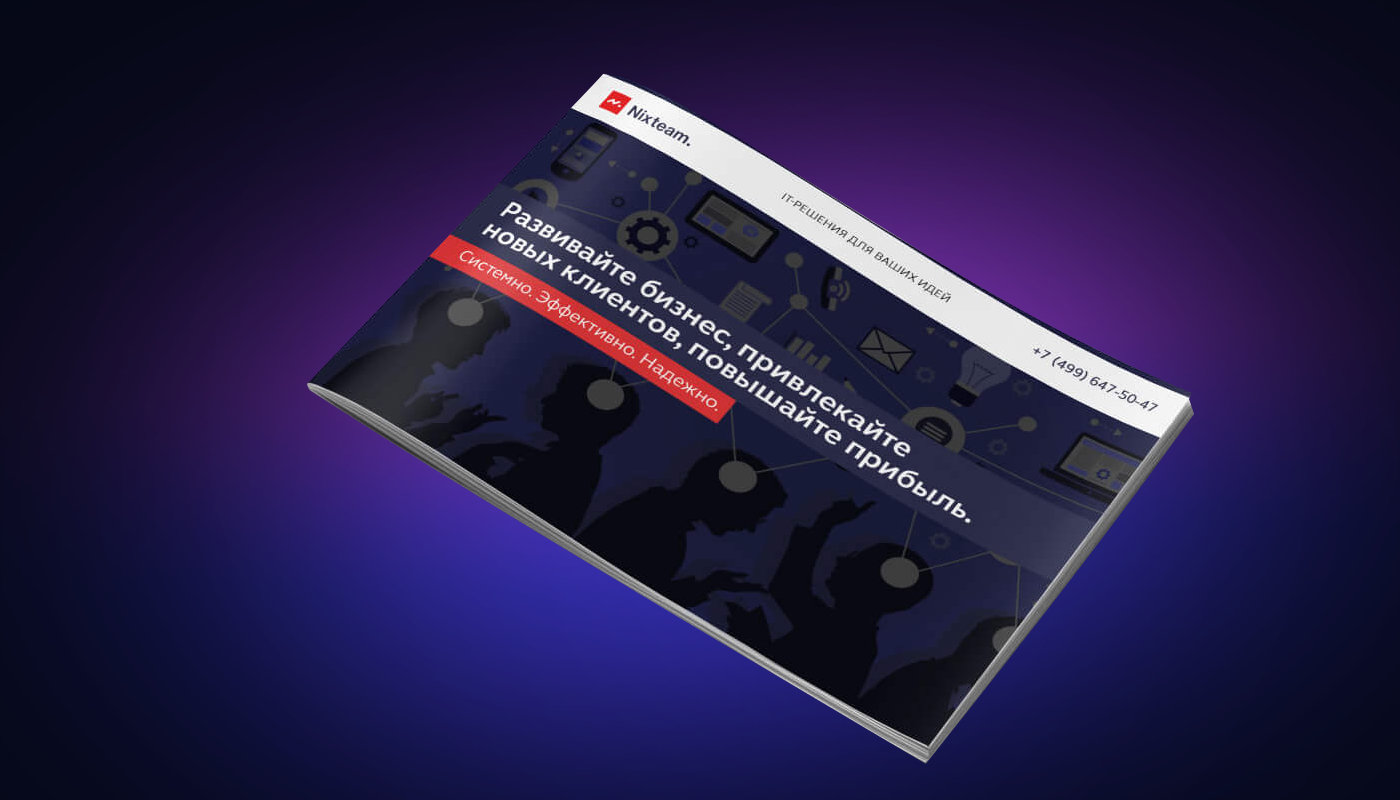 Nixteam.
IT-РЕШЕНИЯ ДЛЯ ВАШИХ ИДЕЙ
+7 (499) 647-50-47
Развивайте бизнес, привлекайте
новых клиентов, повышайте прибыль.
Системно. Эффективно. Надежно.